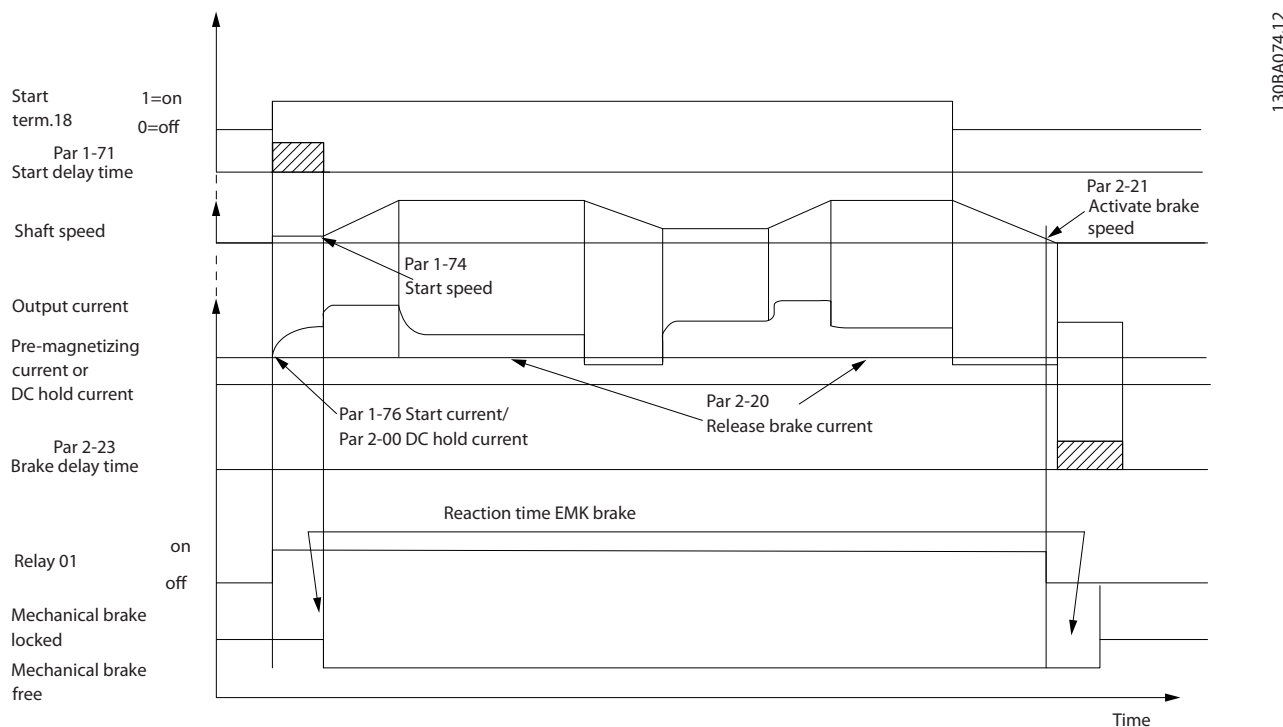 130BA074.12
Start 1=on
term.18 0=off
Par 1-71
Start delay time
Par 2-21
Activate brake
speed
Shaft speed
Par 1-74
Start speed
Output current
Pre-magnetizing
current or
DC hold current
Par 1-76 Start current/
Par 2-00 DC hold current
Par 2-20
Release brake current
Par 2-23
Brake delay time
Reaction time EMK brake
on
Relay 01
off
Mechanical brake
locked
Mechanical brake
free
Time